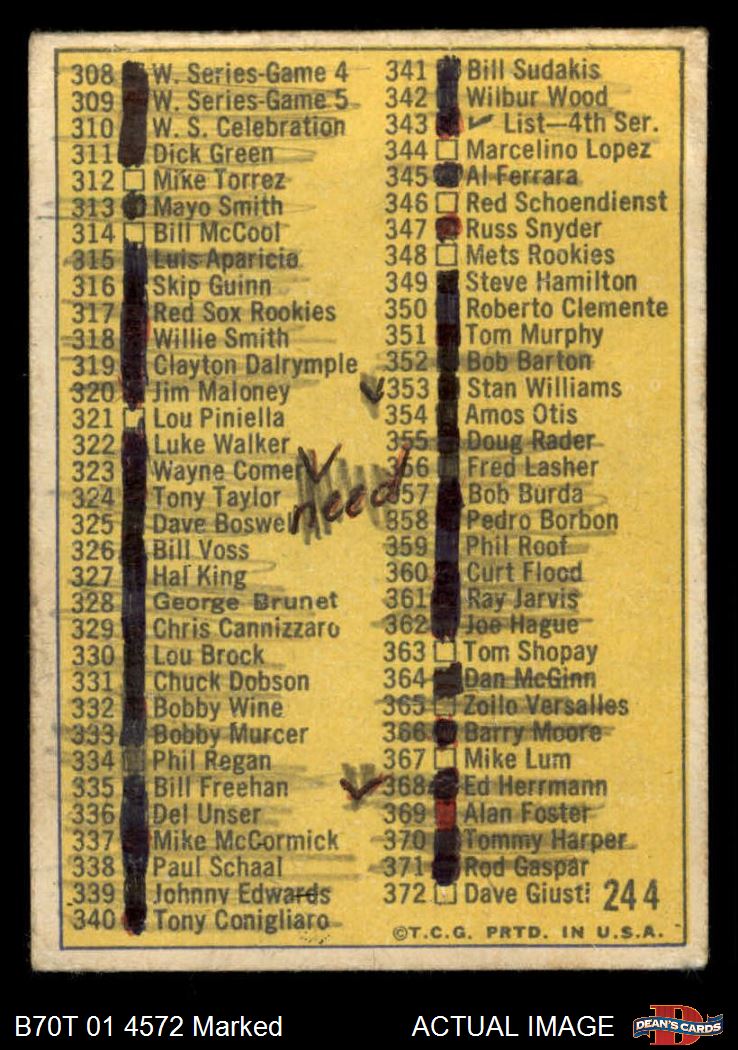 308 W. Series-Game 4
309 W. Series-Game 5
310 W. S. Celebration
311 Dick Green
312 Mike Torrez
313 Mayo Smith
314 Bill McCool
315 Luis Aparicio
316 Skip Guinn
317 Red Sox Rookies
318 Willie Smith
319 Clayton Dalrymple
320 Jim Maloney
321 Lou Piniella
322 Luke Walker
323 Wayne Comer
324 Tony Taylor
325 Dave Boswell
326 Bill Voss
327 Hal King
328 George Brunet
329 Chris Cannizzaro
330 Lou Brock
331 Chuck Dobson
332 Bobby Wine
333 Bobby Murcer
334 Phil Regan
335 Bill Freehan
336 Del Unser
337 Mike McCormick
338 Paul Schaal
339 Johnny Edwards
340 Tony Conigliaro
need
341 Bill Sudakis
342 Wilbur Wood
343 ✓ List—4th Ser.
344 Marcelino Lopez
345 Al Ferrara
346 Red Schoendienst
347 Russ Snyder
348 Mets Rookies
349 Steve Hamilton
350 Roberto Clemente
351 Tom Murphy
352 Bob Barton
353 Stan Williams
354 Amos Otis
355 Doug Rader
356 Fred Lasher
357 Bob Burda
358 Pedro Borbon
359 Phil Roof
360 Curt Flood
361 Ray Jarvis
362 Joe Hague
363 Tom Shopay
364 Dan McGinn
365 Zoilo Versalles
366 Barry Moore
367 Mike Lum
368 Ed Herrmann
369 Alan Foster
370 Tommy Harper
371 Rod Gaspar
372 Dave Giusti 244
©T.C.G. PRTD. IN U.S.A.
B70T 01 4572 Marked
ACTUAL IMAGE
DEAN'S CARDS